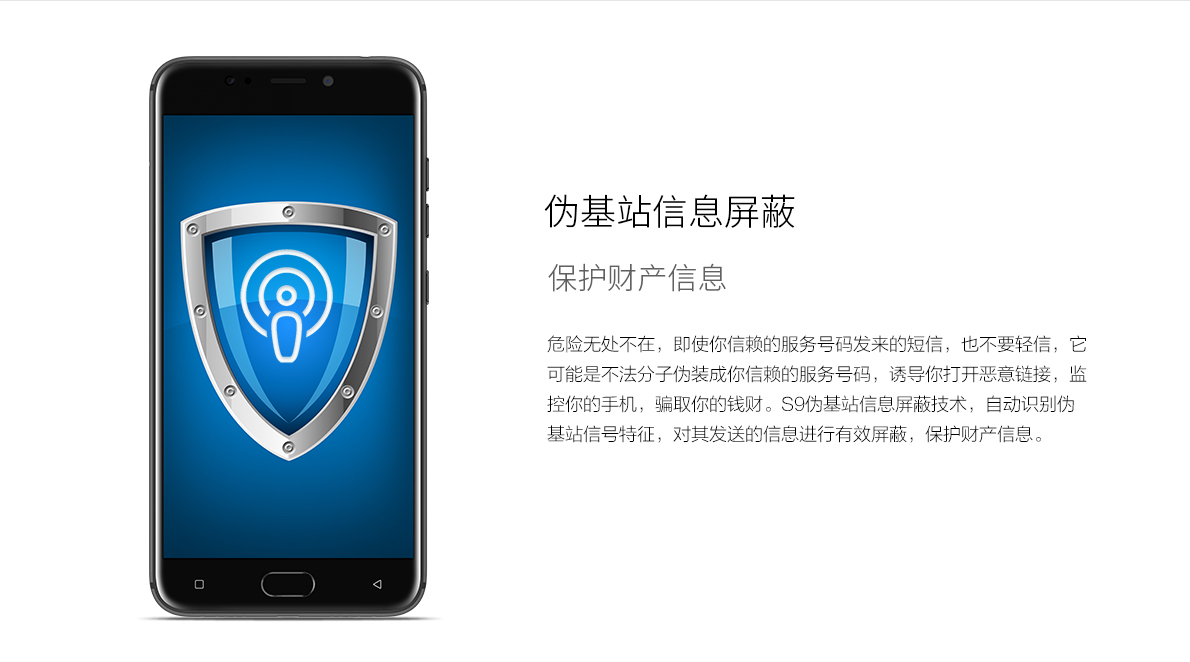 伪基站信息屏蔽
保护财产信息
危险无处不在，即使你信赖的服务号码发来的短信，也不要轻信，它
可能是不法分子伪装成你信赖的服务号码，诱导你打开恶意链接，监
控你的手机，骗取你的钱财。S9伪基站信息屏蔽技术，自动识别伪
基站信号特征，对其发送的信息进行有效屏蔽，保护财产信息。